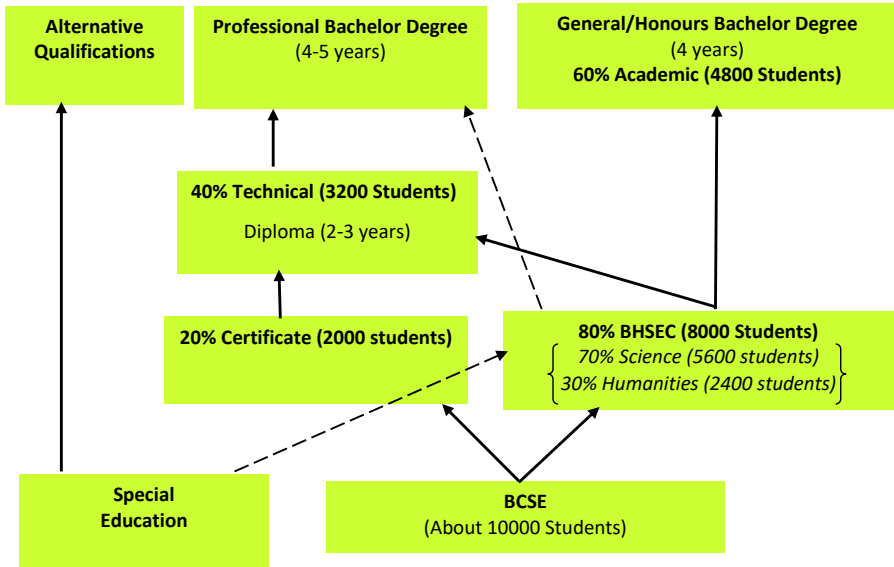 Alternative
Qualifications
Professional Bachelor Degree
(4-5 years)
General/Honours Bachelor Degree
(4 years)
60% Academic (4800 Students)
40% Technical (3200 Students)
Diploma (2-3 years)
20% Certificate (2000 students)
80% BHSEC (8000 Students)
70% Science (5600 students)
30% Humanities (2400 students)
Special
Education
BCSE
(About 10000 Students)